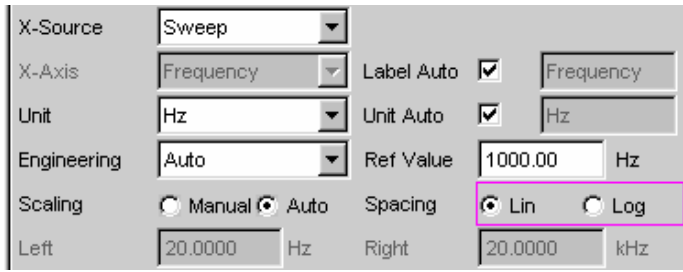 X-Source Sweep
X-Axis Frequency Label Auto Frequency
Unit Hz Unit Auto Hz
Engineering Auto Ref Value 1000.00 Hz
Scaling Manual Auto Spacing Lin Log
Left 20.0000 Hz Right 20.0000 kHz